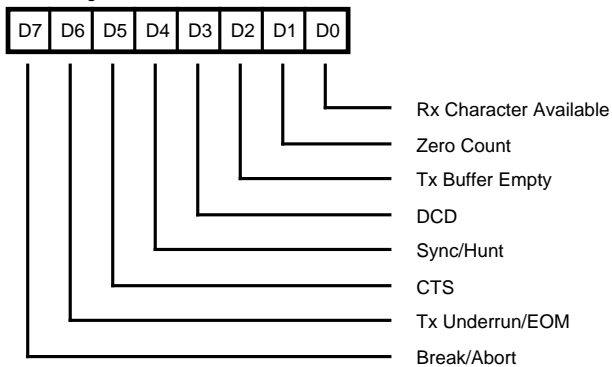 D7 D6 D5 D4 D3 D2 D1 D0
Rx Character Available
Zero Count
Tx Buffer Empty
DCD
Sync/Hunt
CTS
Tx Underrun/EOM
Break/Abort